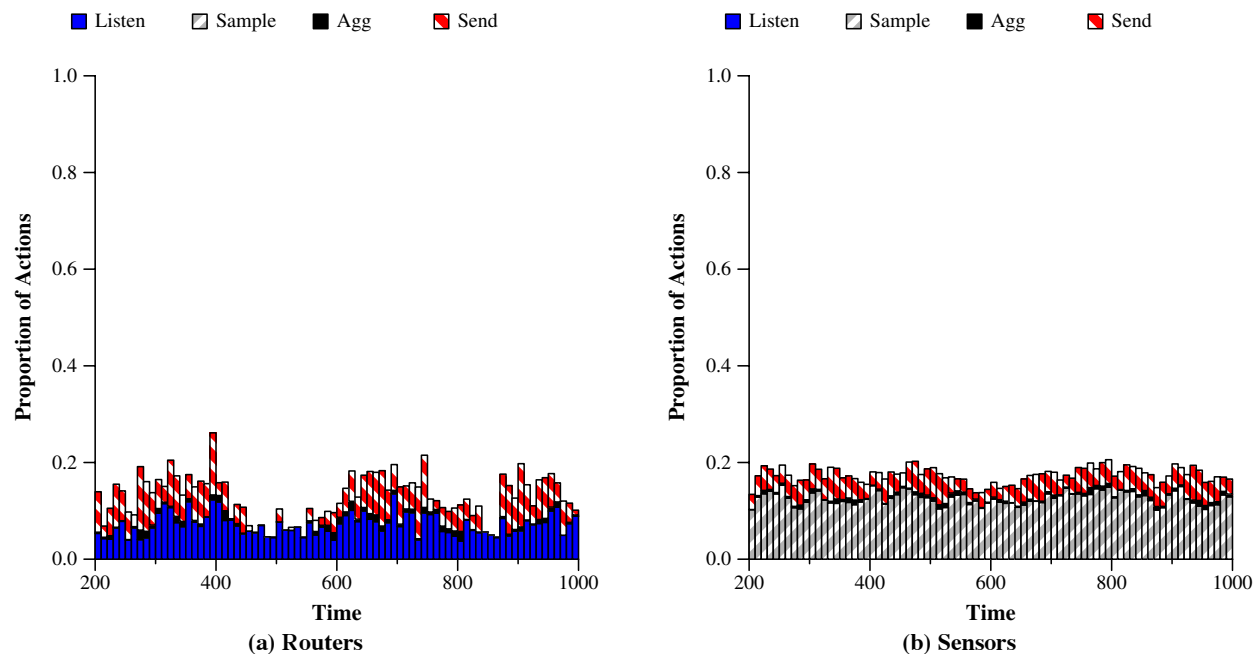 Listen Sample Agg Send
1.0
0.8
0.6
0.4
0.2
0.0
Proportion of Actions
200 400 600 800 1000
Time
(a) Routers
Listen Sample Agg Send
1.0
0.8
0.6
0.4
0.2
0.0
Proportion of Actions
200 400 600 800 1000
Time
(b) Sensors